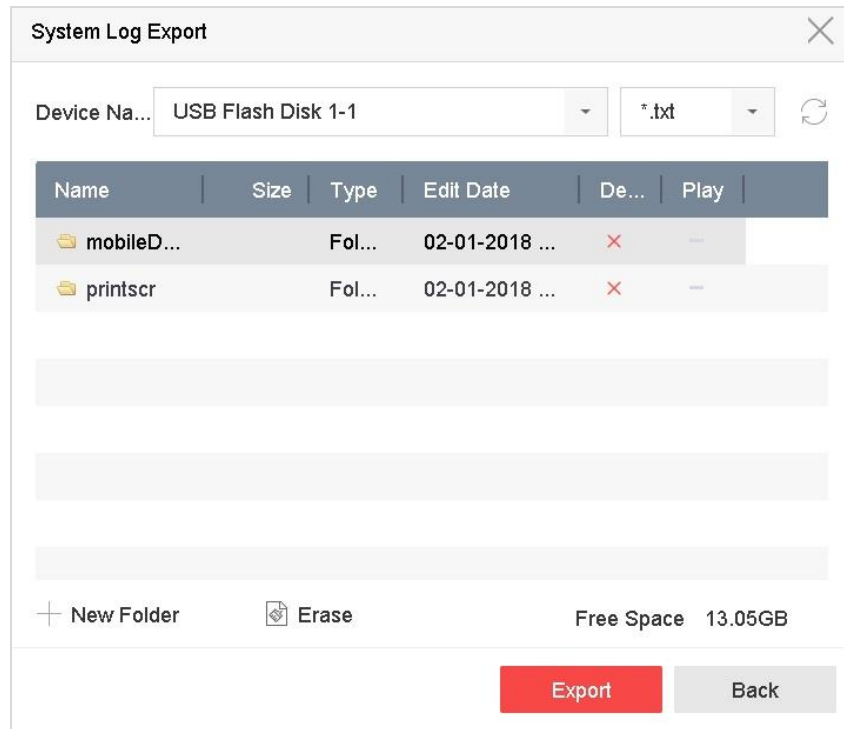 System Log Export
Device Na... USB Flash Disk 1-1 *.txt
Name Size Type Edit Date De... Play
mobileD... Fol... 02-01-2018 ...
printscr Fol... 02-01-2018 ...
New Folder Erase Free Space 13.05GB
Export Back